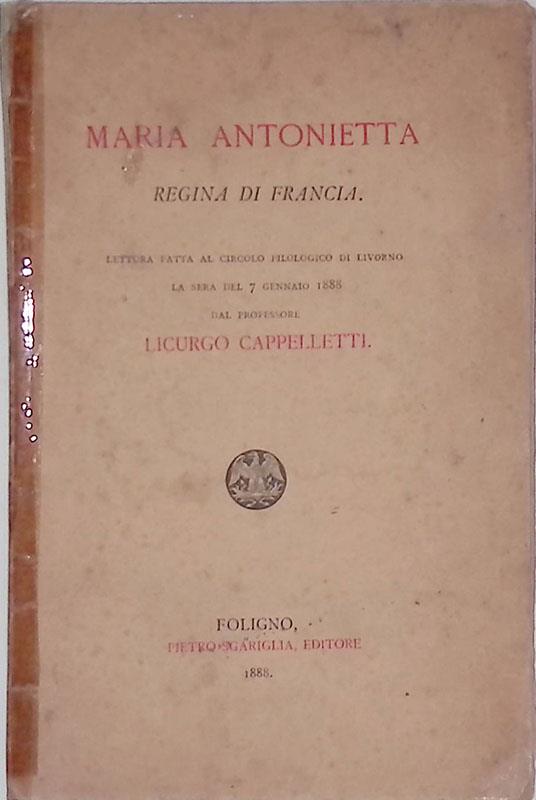 MARIA ANTONIETTA
REGINA DI FRANCIA.
LETTURA FATTA AL CIRCOLO FILOLOGICO DI LIVORNO
LA SERA DEL 7 GENNAIO 1888
DAL PROFESSORE
LICURGO CAPPELLETTI.
FOLIGNO,
PIETRO SGARIGLIA, EDITORE
1888.